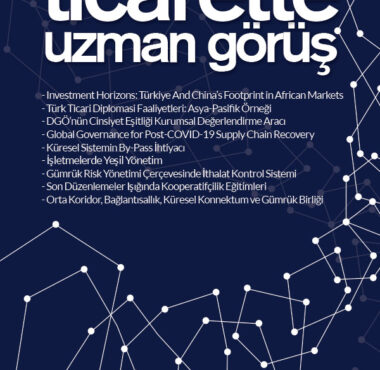 ticarette
uzman görüş
- Investment Horizons: Türkiye And China's Footprint in African Markets
- Türk Ticari Diplomasi Faaliyetleri: Asya-Pasifik Örneği
- DGÖ'nün Cinsiyet Eşitliği Kurumsal Değerlendirme Aracı
- Global Governance for Post-COVID-19 Supply Chain Recovery
- Küresel Sistemin By-Pass İhtiyacı
- İşletmelerde Yeşil Yönetim
- Gümrük Risk Yönetimi Çerçevesinde İthalat Kontrol Sistemi
- Son Düzenlemeler Işığında Kooperatifçilik Eğitimleri
- Orta Koridor, Bağlantısallık, Küresel Konnektum ve Gümrük Birliği